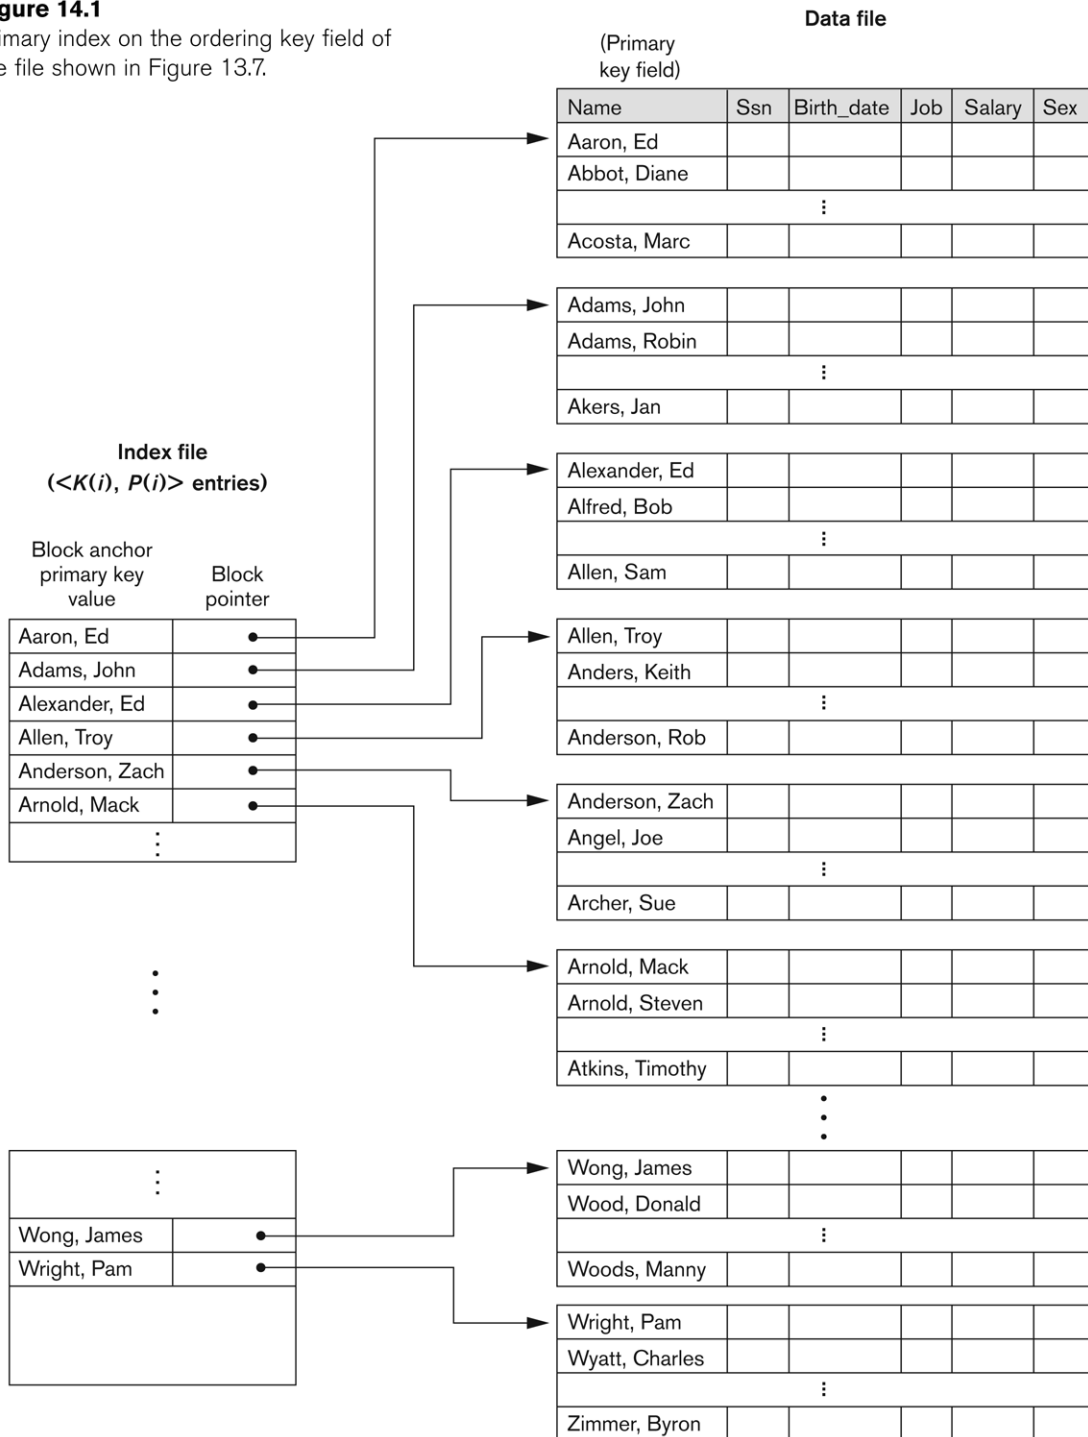 gure 14.1
imary index on the ordering key field of
e file shown in Figure 13.7.
Data file
(Primary
key field)
Name Ssn Birth_date Job Salary Sex
Aaron, Ed
Abbot, Diane
⋮
Acosta, Marc
Adams, John
Adams, Robin
⋮
Akers, Jan
Alexander, Ed
Alfred, Bob
⋮
Allen, Sam
Allen, Troy
Anders, Keith
⋮
Anderson, Rob
Anderson, Zach
Angel, Joe
⋮
Archer, Sue
Arnold, Mack
Arnold, Steven
⋮
Atkins, Timothy
⋮
Wong, James
Wood, Donald
⋮
Woods, Manny
Wright, Pam
Wyatt, Charles
⋮
Zimmer, Byron
Index file
(<K(i), P(i)> entries)
Block anchor
primary key
value
Block
pointer
Aaron, Ed
Adams, John
Alexander, Ed
Allen, Troy
Anderson, Zach
Arnold, Mack
⋮
⋮
⋮
Wong, James
Wright, Pam